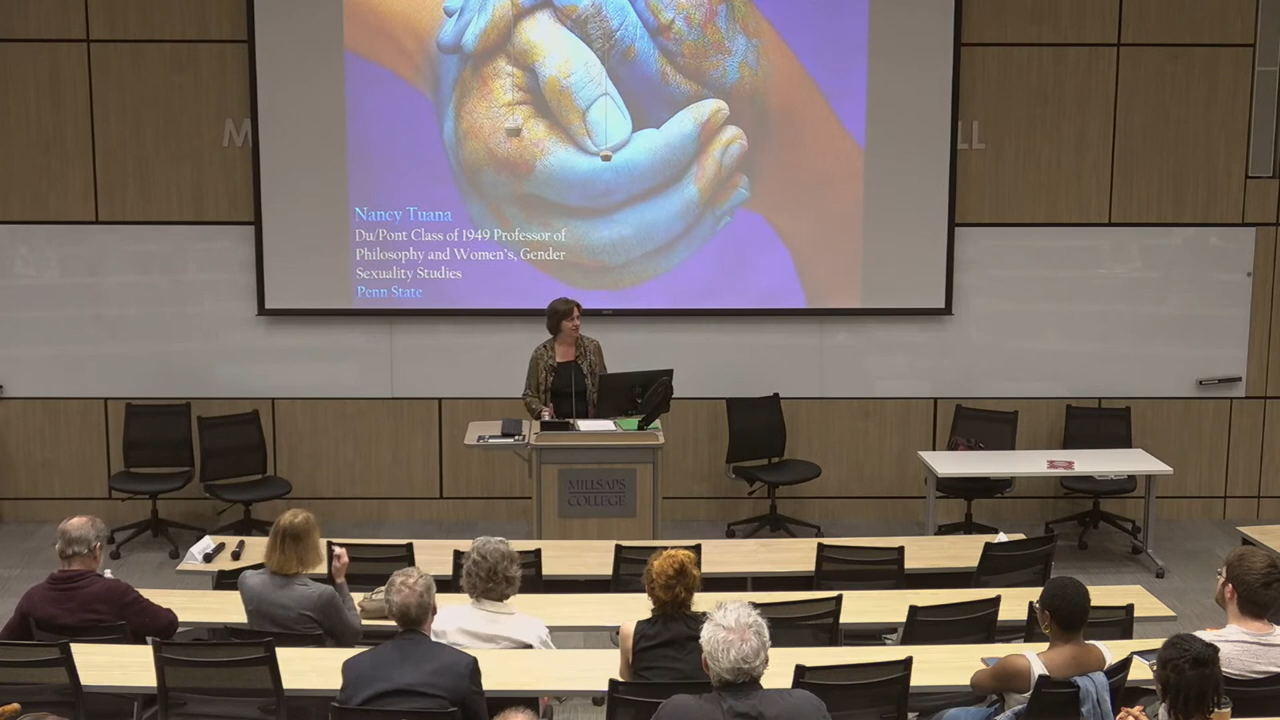 M
LL
Nancy Tuana
Du/Pont Class of 1949 Professor of
Philosophy and Women's, Gender
Sexuality Studies
Penn State
MILLSAPS
COLLEGE